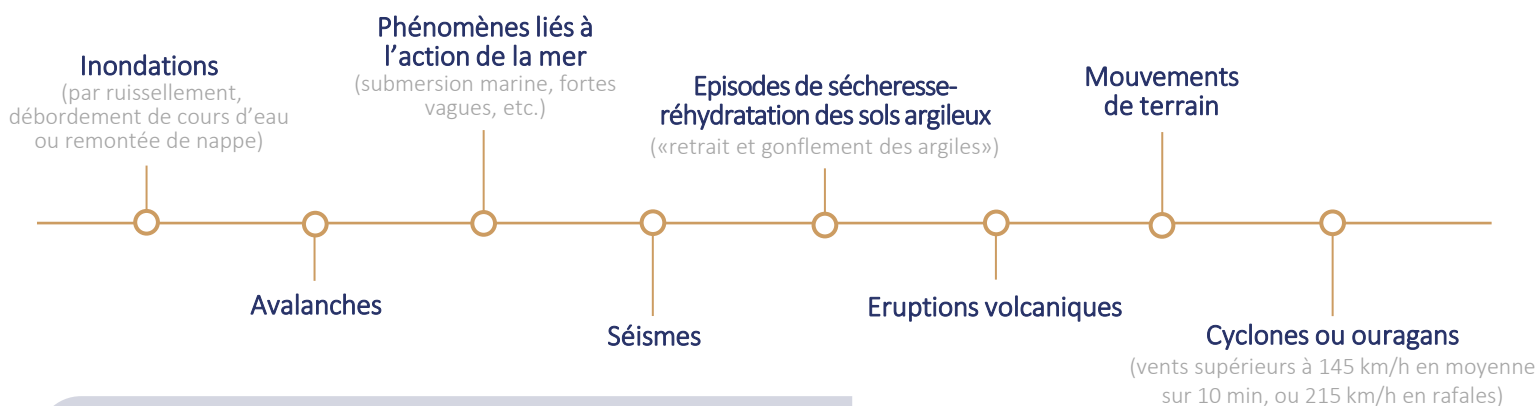 Inondations
(par ruissellement,
débordement de cours d'eau
ou remontée de nappe)
Avalanches
Phénomènes liés à
l'action de la mer
(submersion marine, fortes
vagues, etc.)
Séismes
Episodes de sécheresse-
réhydratation des sols argileux
(«retrait et gonflement des argiles»)
Eruptions volcaniques
Mouvements
de terrain
Cyclones ou ouragans
(vents supérieurs à 145 km/h en moyenne
sur 10 min, ou 215 km/h en rafales)